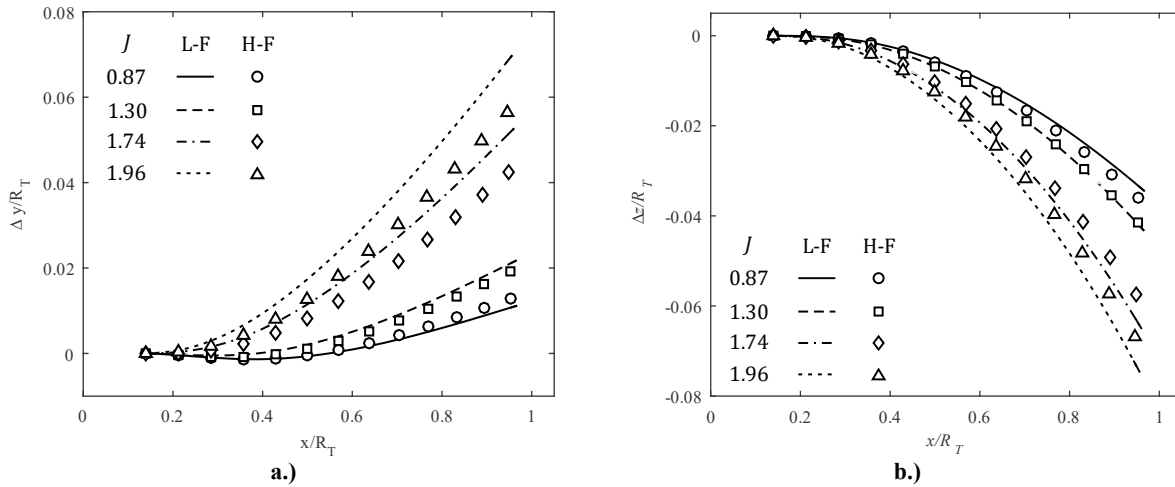 0.08
0.06
0.04
0.02
0
Δ y/R_T
J L-F H-F
0.87
1.30
1.74
1.96
0 0.2 0.4 0.6 0.8 1
x/R_T
a.)
0
-0.02
-0.04
-0.06
-0.08
Δz/R_T
J L-F H-F
0.87
1.30
1.74
1.96
0 0.2 0.4 0.6 0.8 1
x/R_T
b.)